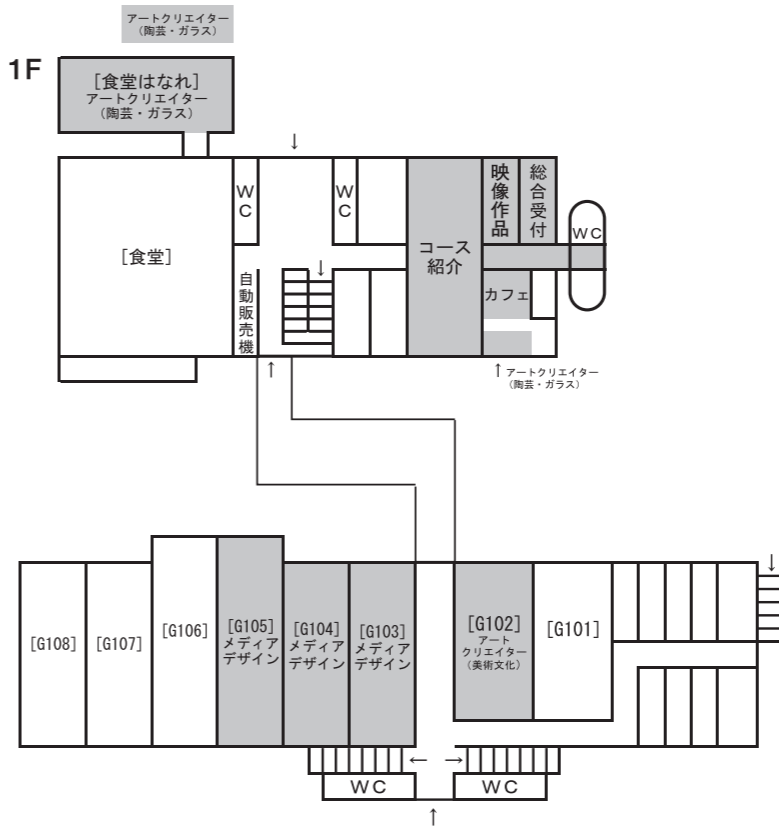 アートクリエイター
（陶芸・ガラス）
1F
［食堂はなれ］
アートクリエイター
（陶芸・ガラス）
↓
WC
WC
映像作品
総合受付
WC
［食堂］
コース
紹介
↓
自動販売機
カフェ
↑
↑ アートクリエイター
（陶芸・ガラス）
↓
［G108］
［G107］
［G106］
［G105］
メディア
デザイン
［G104］
メディア
デザイン
［G103］
メディア
デザイン
［G102］
アート
クリエイター
（美術文化）
［G101］
← →
WC
WC
↑